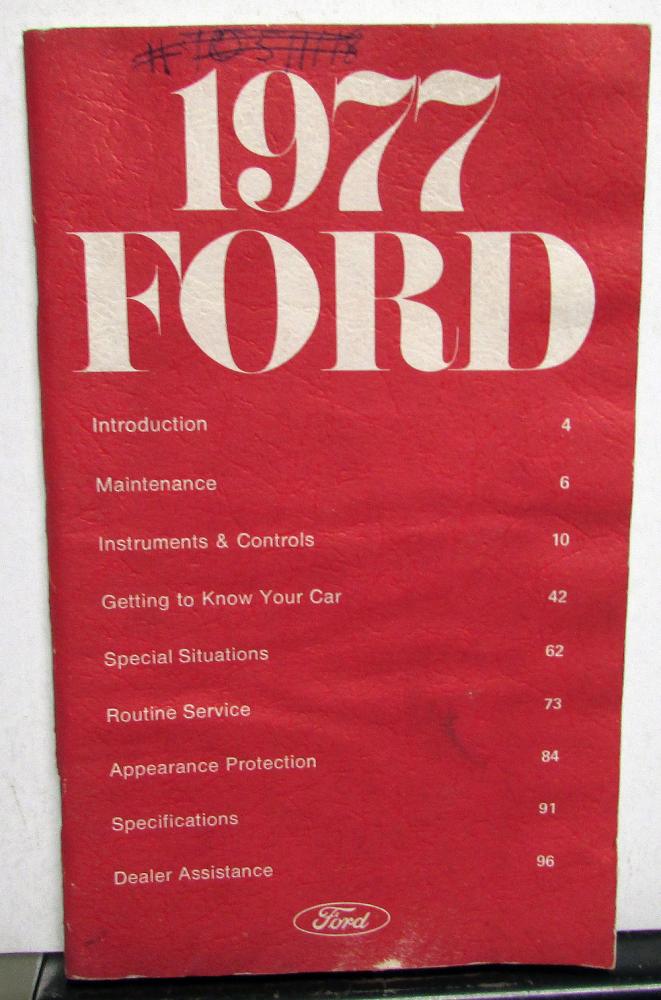 1977
FORD
Introduction 4
Maintenance 6
Instruments & Controls 10
Getting to Know Your Car 42
Special Situations 62
Routine Service 73
Appearance Protection 84
Specifications 91
Dealer Assistance 96
Ford